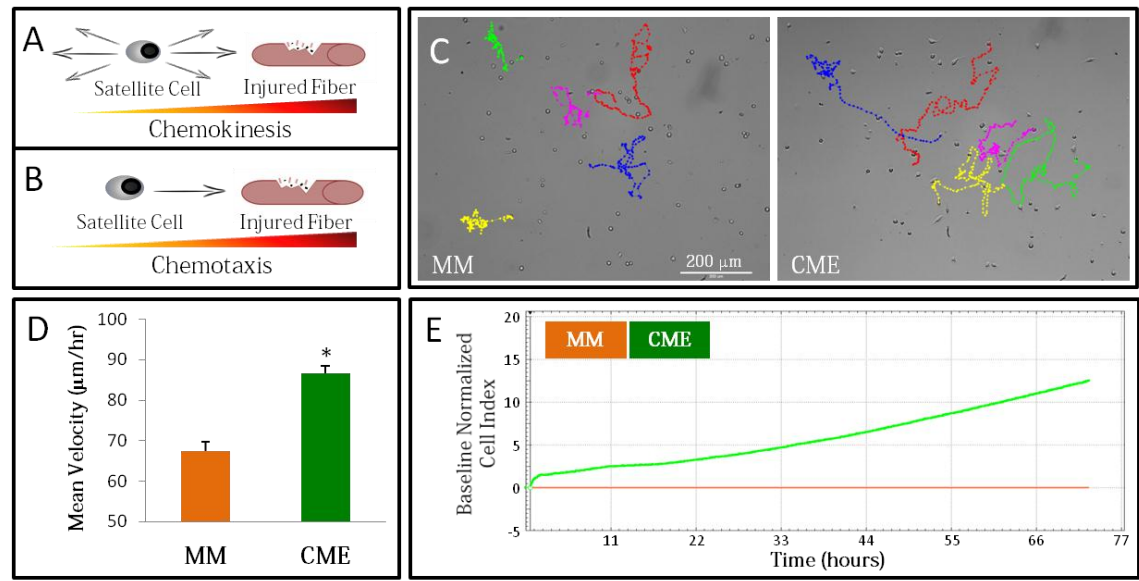 A
Satellite Cell
Injured Fiber
Chemokinesis
B
Satellite Cell
Injured Fiber
Chemotaxis
C
MM
200 μm
CME
D
Mean Velocity (μm/hr)
100
90
80
70
60
50
*
MM
CME
E
MM
CME
Baseline Normalized
Cell Index
20
15
10
5
0
-5
11
22
33
44
55
66
77
Time (hours)